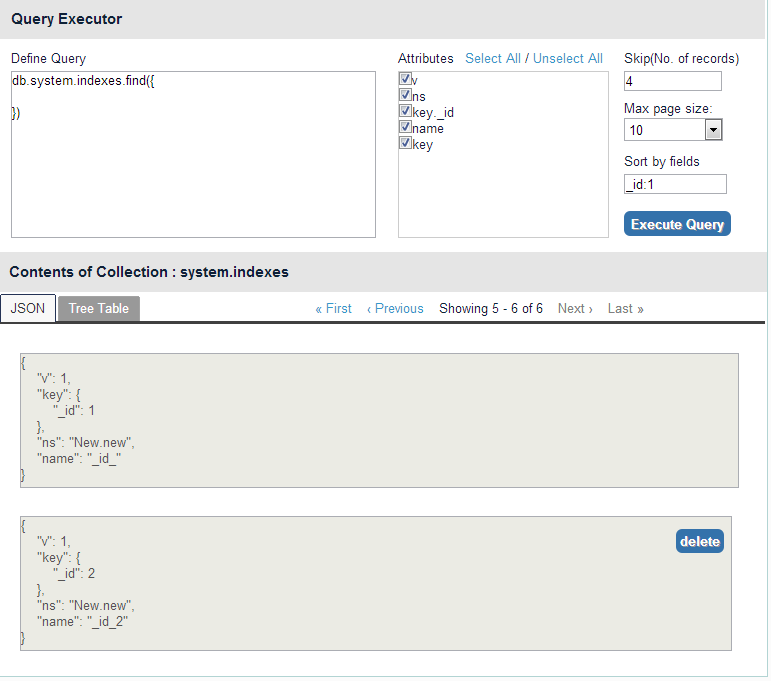 Query Executor
Define Query
Attributes Select All / Unselect All
Skip(No. of records)
db.system.indexes.find({
})
v
ns
key._id
name
key
4
Max page size:
10
Sort by fields
_id:1
Execute Query
Contents of Collection : system.indexes
JSON Tree Table « First ‹ Previous Showing 5 - 6 of 6 Next › Last »
{
"v": 1,
"key": {
"_id": 1
},
"ns": "New.new",
"name": "_id_"
}
{
delete
"v": 1,
"key": {
"_id": 2
},
"ns": "New.new",
"name": "_id_2"
}